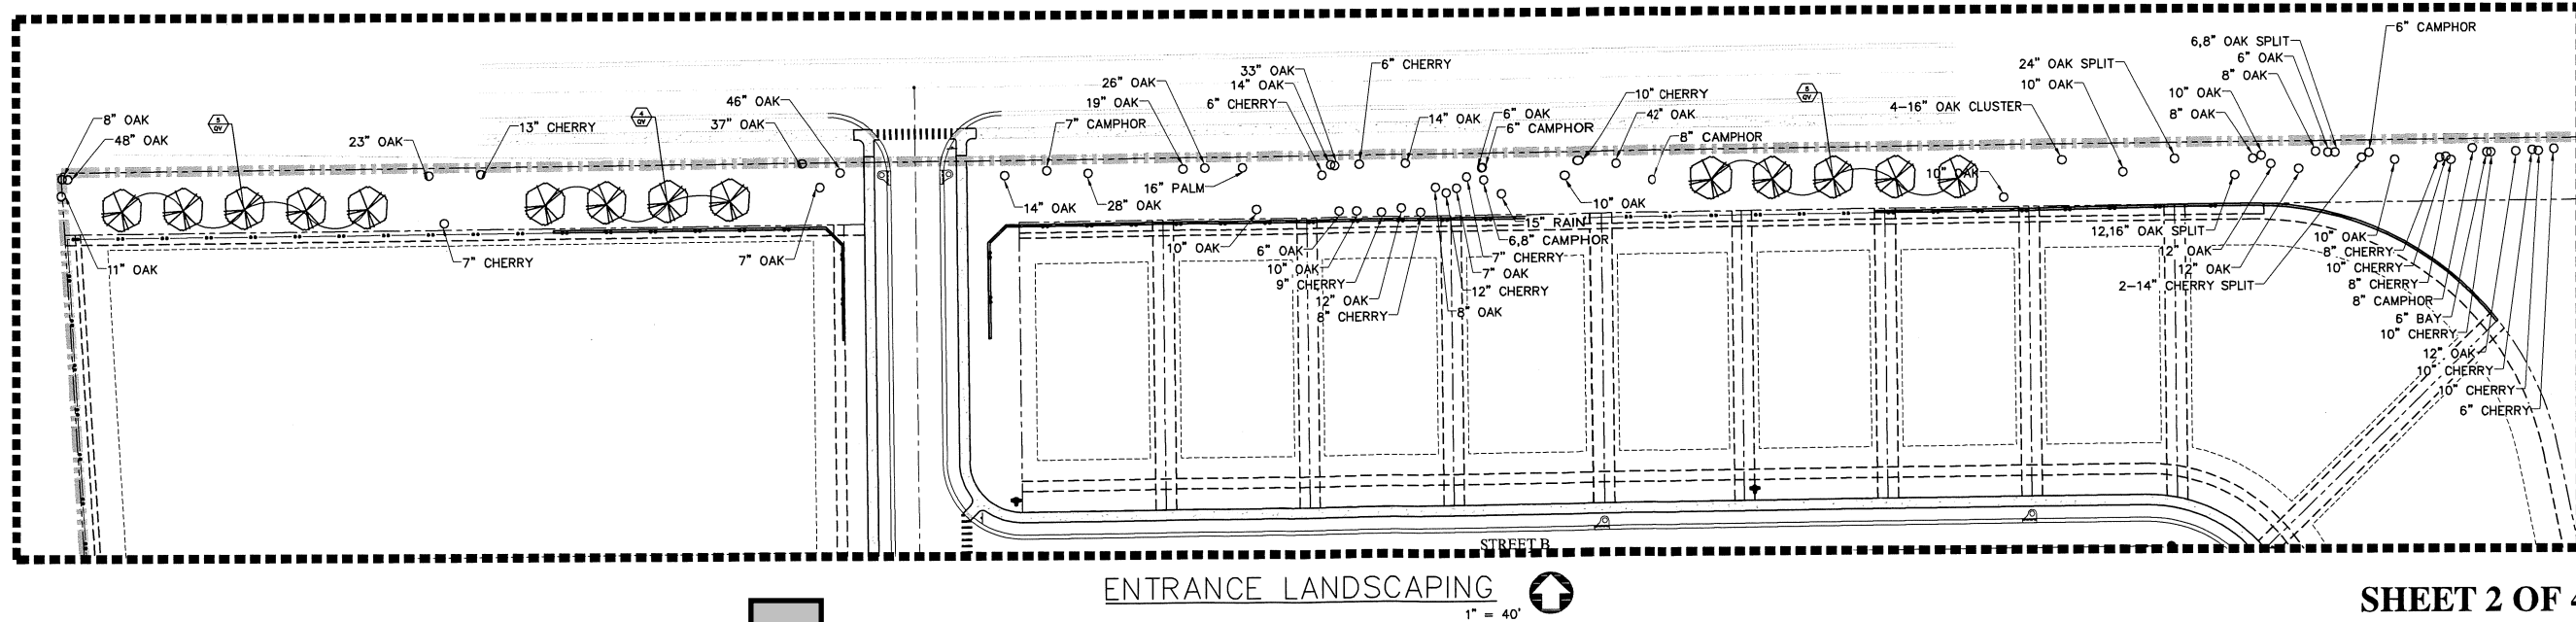 8" OAK
48" OAK
5
QV
23" OAK
13" CHERRY
4
QV
46" OAK
37" OAK
11" OAK
7" CHERRY
7" OAK
26" OAK
19" OAK
7" CAMPHOR
33" OAK
14" OAK
6" CHERRY
6" CHERRY
14" OAK
6" OAK
6" CAMPHOR
10" CHERRY
42" OAK
8" CAMPHOR
5
QV
14" OAK
28" OAK
16" PALM
10" OAK
15" RAIN
10" OAK
6" OAK
10" OAK
9" CHERRY
12" OAK
8" CHERRY
6,8" CAMPHOR
7" CHERRY
7" OAK
12" CHERRY
8" OAK
24" OAK SPLIT
10" OAK
4-16" OAK CLUSTER
10" OAK
6,8" OAK SPLIT
6" OAK
8" OAK
10" OAK
8" OAK
6" CAMPHOR
12,16" OAK SPLIT
12" OAK
12" OAK
2-14" CHERRY SPLIT
10" OAK
8" CHERRY
10" CHERRY
8" CHERRY
8" CAMPHOR
6" BAY
10" CHERRY
12" OAK
10" CHERRY
10" CHERRY
6" CHERRY
STREET B
ENTRANCE LANDSCAPING
1" = 40'
SHEET 2 OF 4